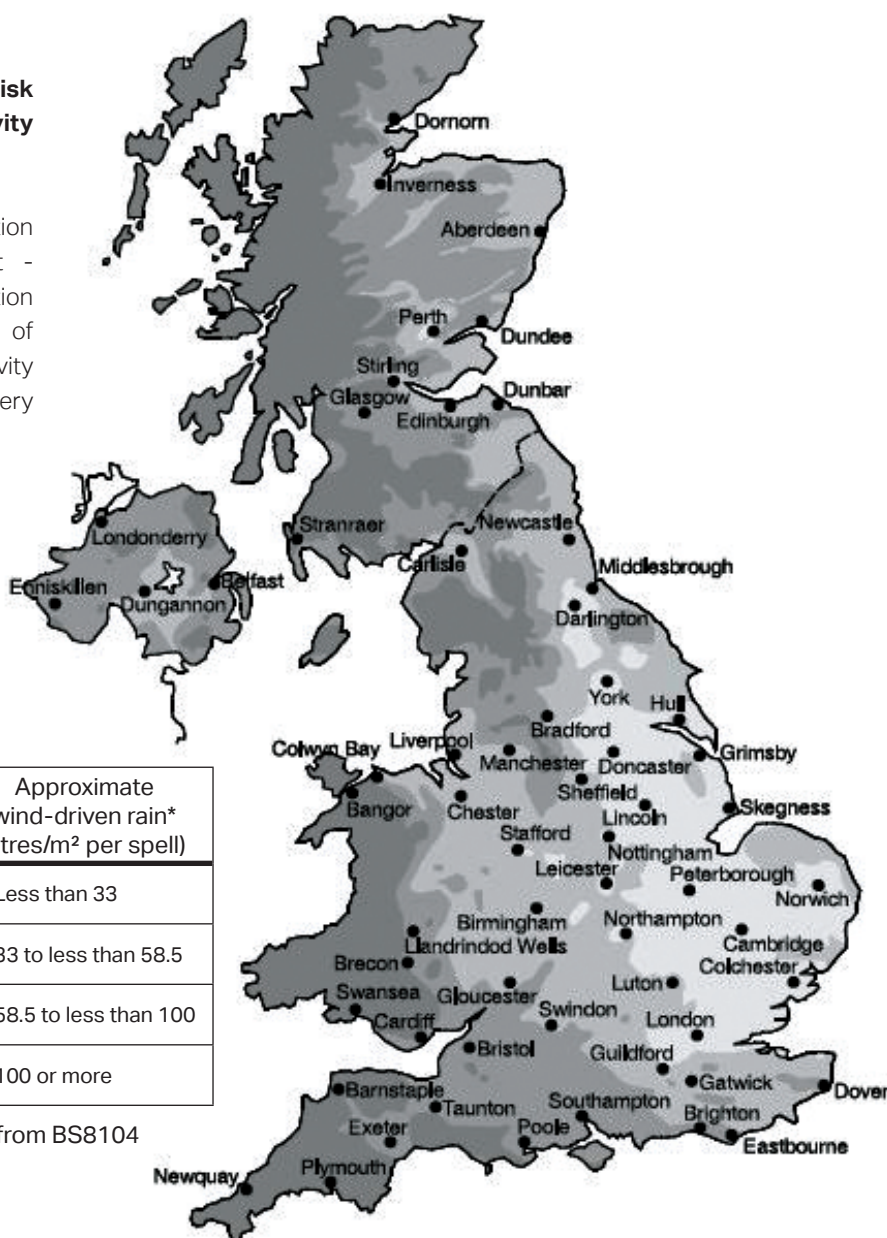 isk
vity
tion
t -
tion
of
vity
ery
Dornorn
Inverness
Aberdeen
Perth
Dundee
Stirling
Glasgow
Dunbar
Edinburgh
Londonderry
Stranraer
Newcastle
Carlisle
Enniskillen
Belfast
Dungannon
Middlesbrough
Darlington
York
Hull
Bradford
Colwyn Bay
Liverpool
Manchester
Doncaster
Grimsby
Sheffield
Bangor
Chester
Lincoln
Skegness
Stafford
Nottingham
Leicester
Peterborough
Norwich
Birmingham
Northampton
Llandrindod Wells
Cambridge
Brecon
Colchester
Swansea
Gloucester
Luton
Cardiff
Swindon
London
Bristol
Guildford
Gatwick
Barnstaple
Dover
Taunton
Southampton
Brighton
Exeter
Poole
Eastbourne
Newquay
Plymouth
Approximate
wind-driven rain*
tres/m² per spell)
Less than 33
33 to less than 58.5
58.5 to less than 100
100 or more
from BS8104